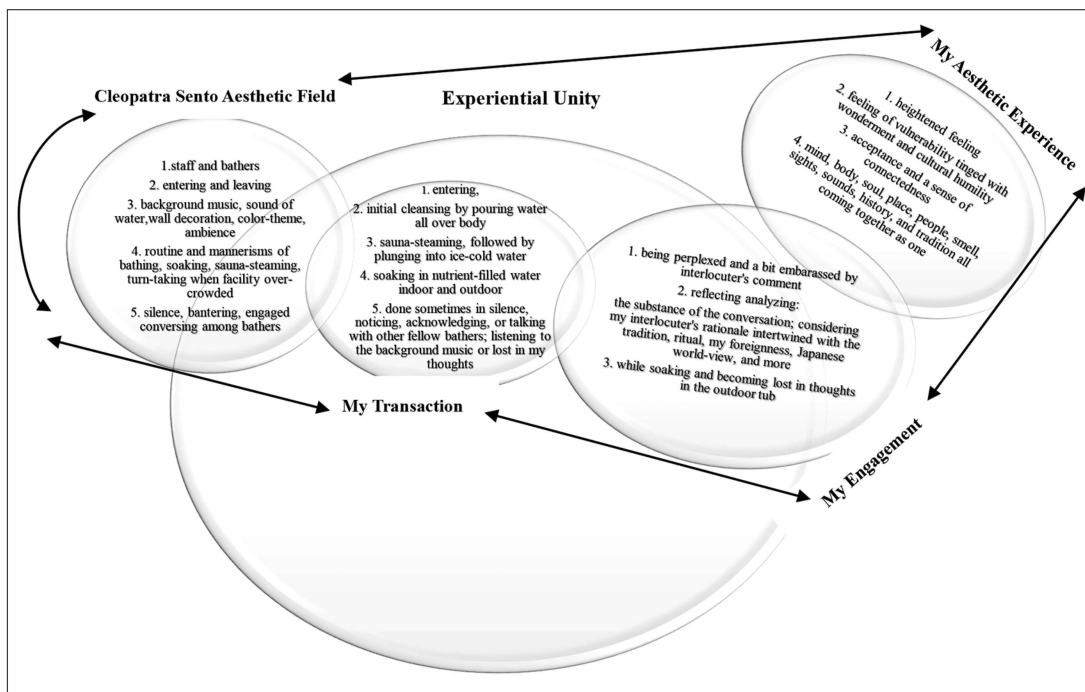 Cleopatra Sento Aesthetic Field
1.staff and bathers
2. entering and leaving
3. background music, sound of
water,wall decoration, color-theme,
ambience
4. routine and mannerisms of
bathing, soaking, sauna-steaming,
turn-taking when facility over-
crowded
5. silence, bantering, engaged
conversing among bathers
Experiential Unity
1. entering,
2. initial cleansing by pouring water
all over body
3. sauna-steaming, followed by
plunging into ice-cold water
4. soaking in nutrient-filled water
indoor and outdoor
5. done sometimes in silence,
noticing, acknowledging, or talking
with other fellow bathers; listening to
the background music or lost in my
thoughts
My Transaction
1. being perplexed and a bit embarassed by
interlocuter's comment
2. reflecting analyzing:
the substance of the conversation; considering
my interlocuter's rationale intertwined with the
tradition, ritual, my foreignness, Japanese
world-view, and more
3. while soaking and becoming lost in thoughts
in the outdoor tub
My Engagement
My Aesthetic Experience
1. heightened feeling
2. feeling of vulnerability tinged with
wonderment and cultural humility
3. acceptance and a sense of
connectedness
4. mind, body, soul, place, people, smell,
sights, sounds, history, and tradition all
coming together as one